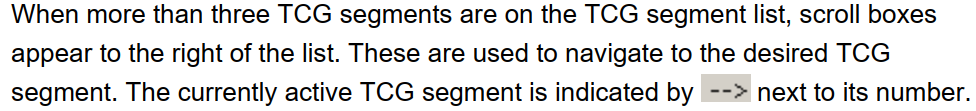 When more than three TCG segments are on the TCG segment list, scroll boxes
appear to the right of the list. These are used to navigate to the desired TCG
segment. The currently active TCG segment is indicated by --> next to its number.